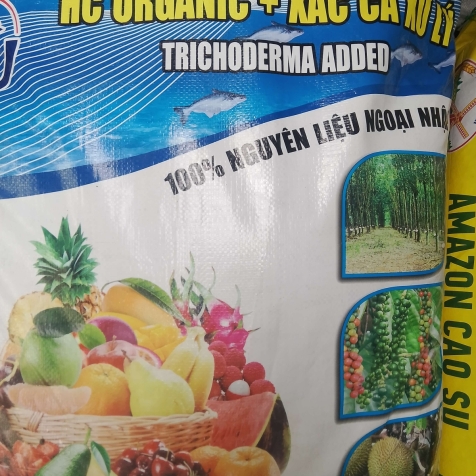 HC ORGANIC + XÁC CÁ XỬ LÝ
TRICHODERMA ADDED
100% NGUYÊN LIỆU NGOẠI NHẬ
AMAZON CAO SU